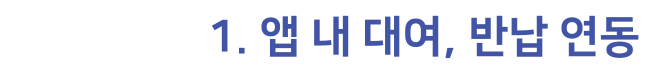 1. 앱 내 대여, 반납 연동